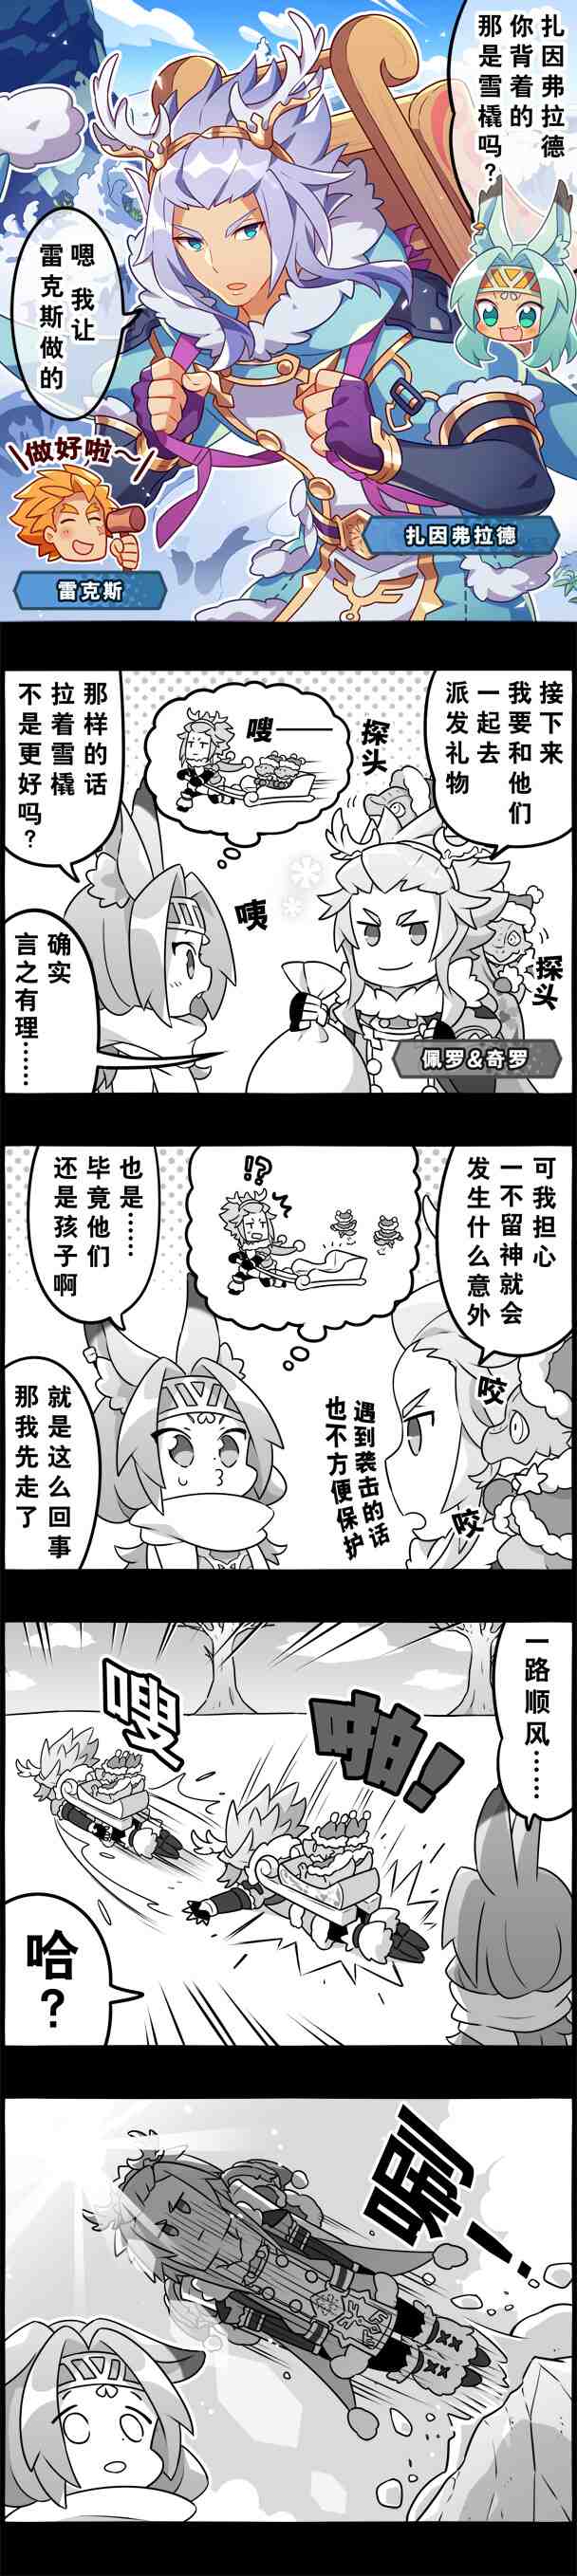 扎因弗拉德
你背着的
那是雪橇吗？
嗯 我让
雷克斯做的
做好啦～
扎因弗拉德
雷克斯
接下来
我要和他们
一起去
派发礼物
探头
嗖——
那样的话
拉着雪橇
不是更好吗？
咦
探头
确实
言之有理……
佩罗&奇罗
可我担心
一不留神就会
发生什么意外
!?
也是……
毕竟他们
还是孩子啊
咬
咬
遇到袭击的话
也不方便保护
就是这么回事
那我先走了
一路顺风……
啪！
嗖
哈？
咧！